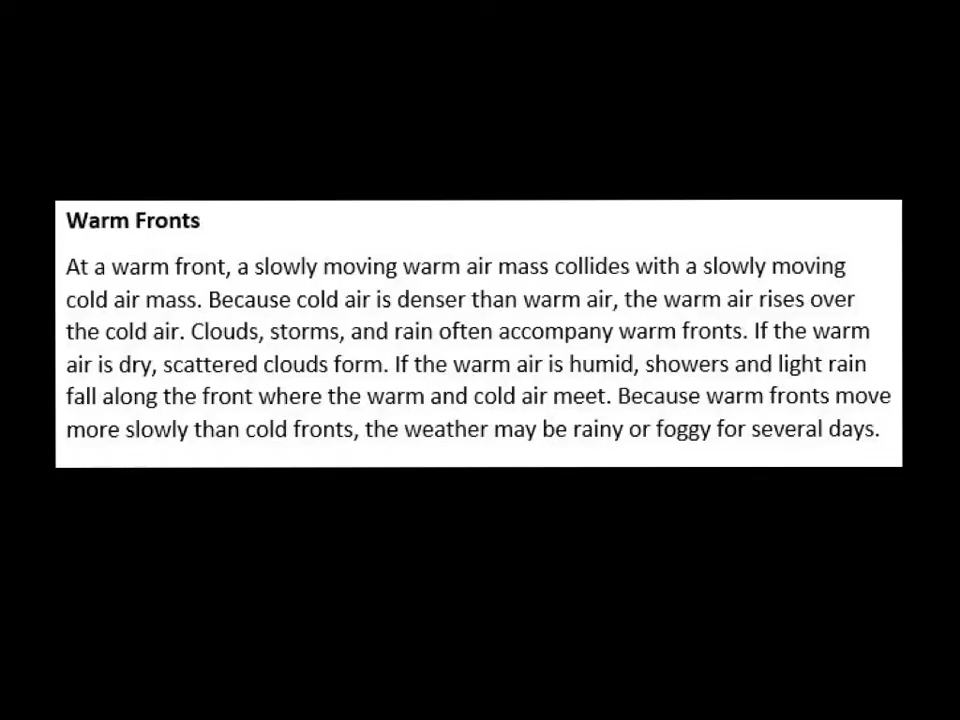 Warm Fronts
At a warm front, a slowly moving warm air mass collides with a slowly moving
cold air mass. Because cold air is denser than warm air, the warm air rises over
the cold air. Clouds, storms, and rain often accompany warm fronts. If the warm
air is dry, scattered clouds form. If the warm air is humid, showers and light rain
fall along the front where the warm and cold air meet. Because warm fronts move
more slowly than cold fronts, the weather may be rainy or foggy for several days.